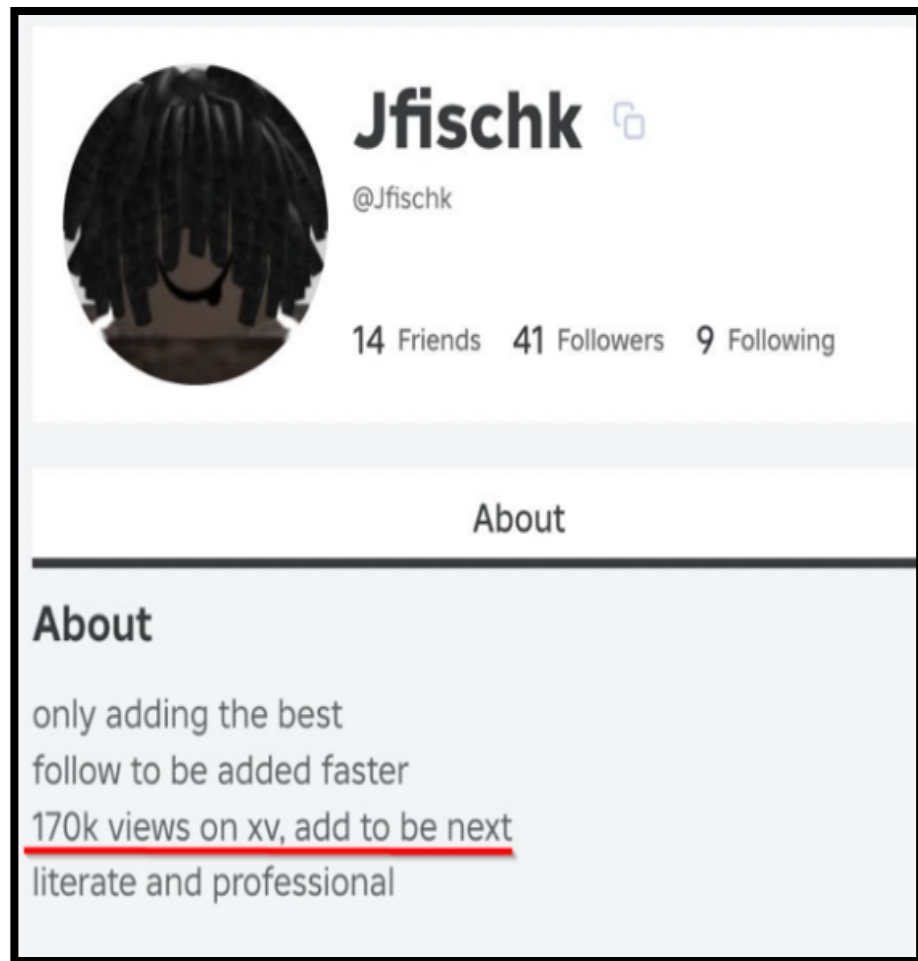 Jfischk
@Jfischk
14 Friends 41 Followers 9 Following
About
About
only adding the best
follow to be added faster
170k views on xv, add to be next
literate and professional